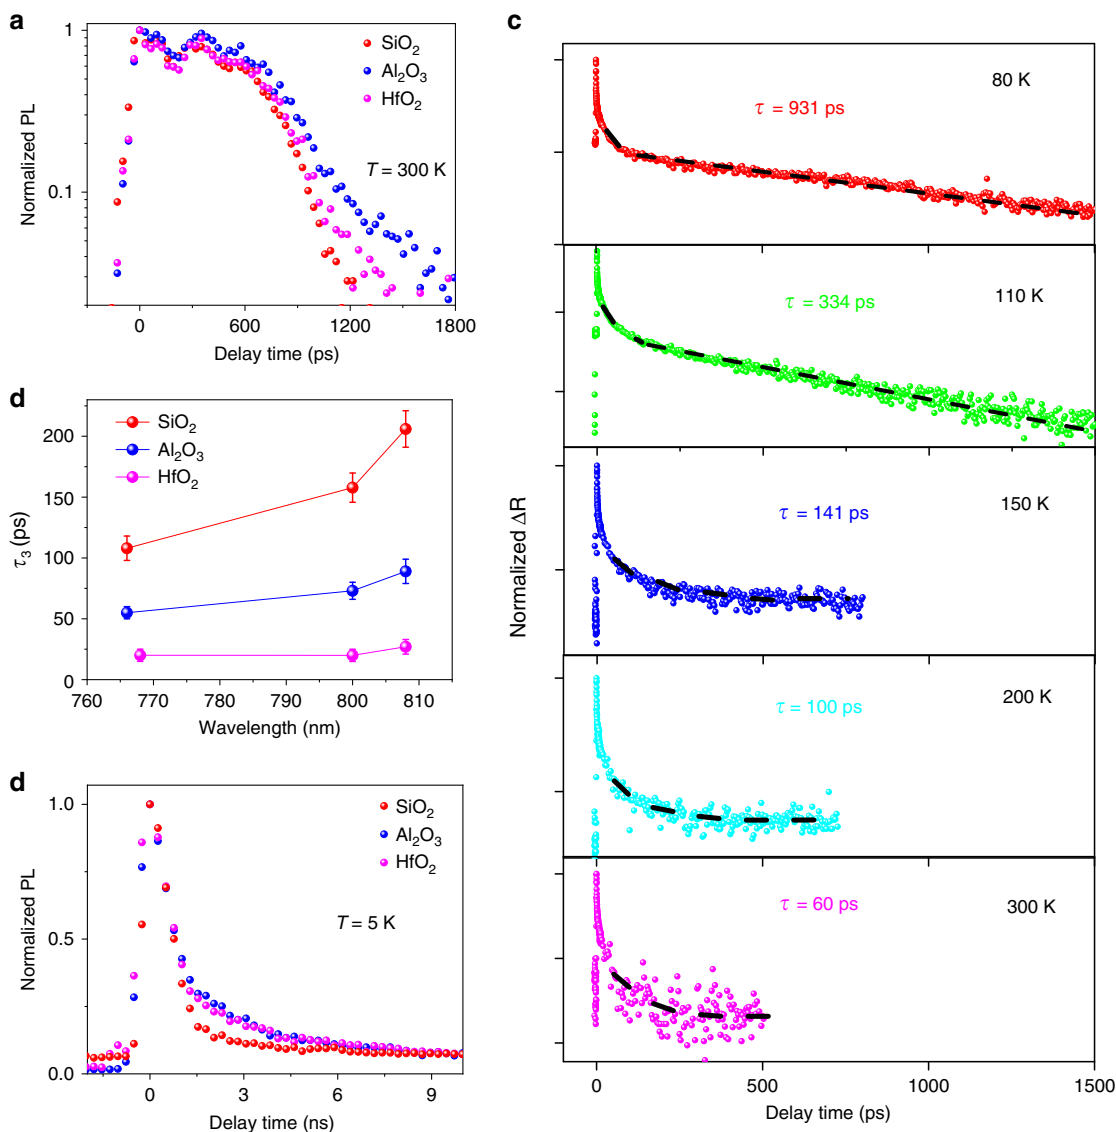 a
1
0.1
Normalized PL
SiO₂
Al₂O₃
HfO₂
T = 300 K
0
600
1200
1800
Delay time (ps)
d
200
150
100
50
0
τ₃ (ps)
SiO₂
Al₂O₃
HfO₂
760
770
780
790
800
810
Wavelength (nm)
d
1.0
0.5
0.0
Normalized PL
SiO₂
Al₂O₃
HfO₂
T = 5 K
0
3
6
9
Delay time (ns)
c
Normalized ΔR
τ = 931 ps
80 K
τ = 334 ps
110 K
τ = 141 ps
150 K
τ = 100 ps
200 K
τ = 60 ps
300 K
0
500
1000
1500
Delay time (ps)